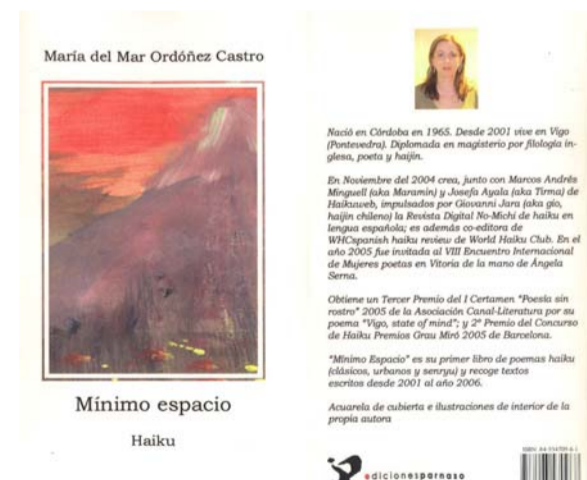 María del Mar Ordóñez Castro
Mínimo espacio
Haiku
Nació en Córdoba en 1965. Desde 2001 vive en Vigo
(Pontevedra). Diplomada en magisterio por filología in-
glesa, poeta y haijin.
En Noviembre del 2004 crea, junto con Marcos Andrés
Minguell (aka Maramin) y Josefa Ayala (aka Tirma) de
Haikuweb, impulsados por Giovanni Jara (aka gio,
haijin chileno) la Revista Digital No-Michi de haiku en
lengua española; es además co-editora de
WHCspanish haiku review de World Haiku Club. En el
año 2005 fue invitada al VIII Encuentro Internacional
de Mujeres poetas en Vitoria de la mano de Ángela
Serna.
Obtiene un Tercer Premio del I Certamen "Poesía sin
rostro" 2005 de la Asociación Canal-Literatura por su
poema "Vigo, state of mind"; y 2º Premio del Concurso
de Haiku Premios Grau Miró 2005 de Barcelona.
"Mínimo Espacio" es su primer libro de poemas haiku
(clásicos, urbanos y senryu) y recoge textos
escritos desde 2001 al año 2006.
Acuarela de cubierta e ilustraciones de interior de la
propia autora
edicionesparnaso